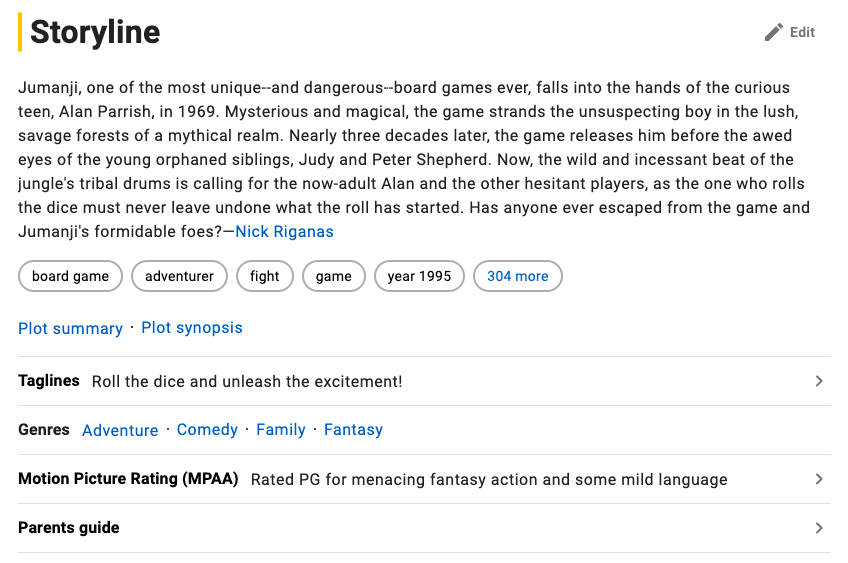 Storyline
Edit
Jumanji, one of the most unique--and dangerous--board games ever, falls into the hands of the curious
teen, Alan Parrish, in 1969. Mysterious and magical, the game strands the unsuspecting boy in the lush,
savage forests of a mythical realm. Nearly three decades later, the game releases him before the awed
eyes of the young orphaned siblings, Judy and Peter Shepherd. Now, the wild and incessant beat of the
jungle's tribal drums is calling for the now-adult Alan and the other hesitant players, as the one who rolls
the dice must never leave undone what the roll has started. Has anyone ever escaped from the game and
Jumanji's formidable foes?—Nick Riganas
board game adventurer fight game year 1995 304 more
Plot summary · Plot synopsis
Taglines Roll the dice and unleash the excitement!
Genres Adventure · Comedy · Family · Fantasy
Motion Picture Rating (MPAA) Rated PG for menacing fantasy action and some mild language
Parents guide